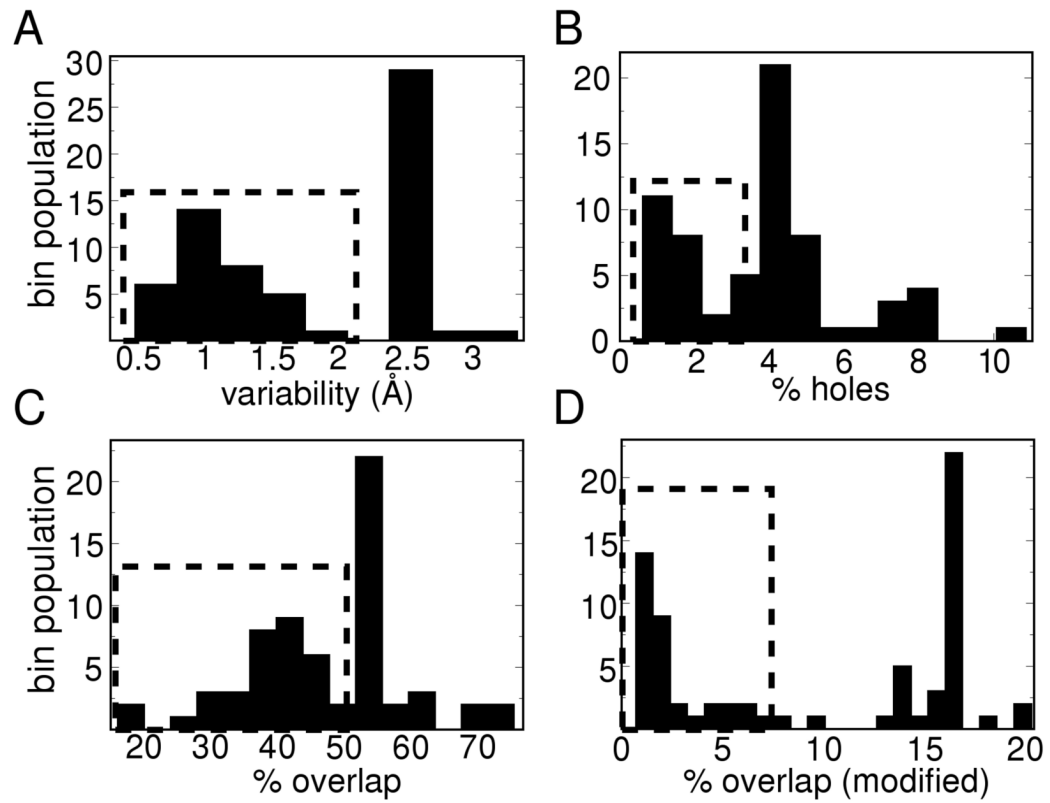 A
B
30
25
20
15
10
5
bin population
0.5 1 1.5 2 2.5 3
variability (Å)
20
15
10
5
0
0 2 4 6 8 10
% holes
C
D
20
15
10
5
bin population
20 30 40 50 60 70
% overlap
20
15
10
5
0 5 10 15 20
% overlap (modified)